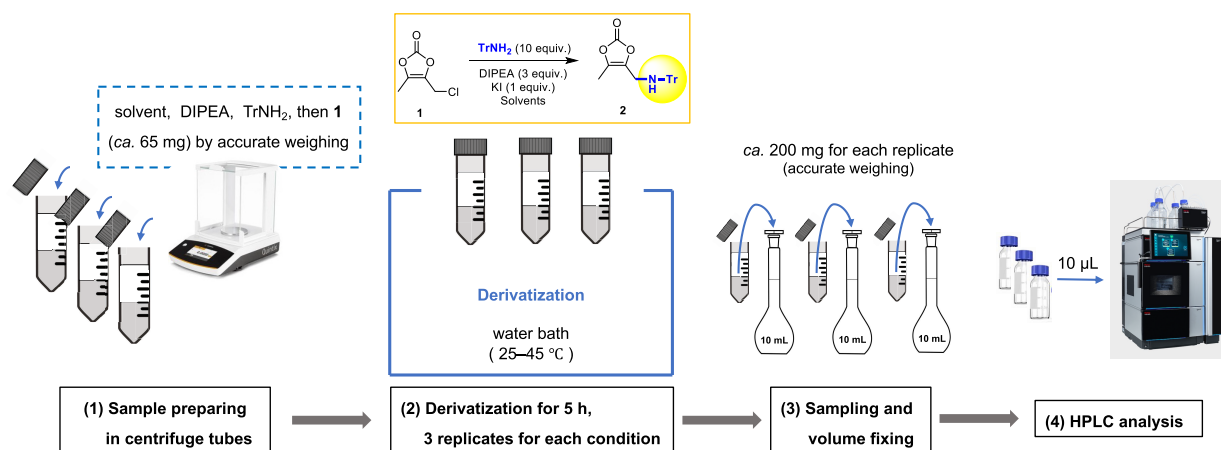 solvent, DIPEA, TrNH₂, then 1
(ca. 65 mg) by accurate weighing
O
O
O
Cl
1
TrNH₂ (10 equiv.)
DIPEA (3 equiv.)
KI (1 equiv.)
Solvents
O
O
O
N
H
Tr
2
Derivatization
water bath
( 25–45 ℃ )
ca. 200 mg for each replicate
(accurate weighing)
10 mL
10 mL
10 mL
10 μL
(1) Sample preparing
in centrifuge tubes
(2) Derivatization for 5 h,
3 replicates for each condition
(3) Sampling and
volume fixing
(4) HPLC analysis